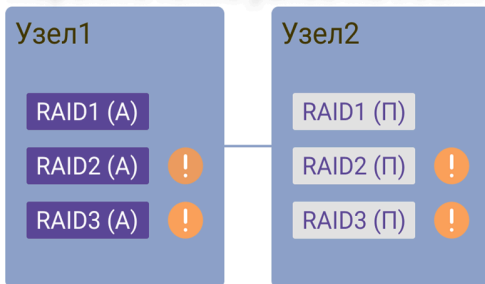 Узел1
RAID1 (А)
RAID2 (А)
!
RAID3 (А)
!
Узел2
RAID1 (П)
RAID2 (П)
!
RAID3 (П)
!